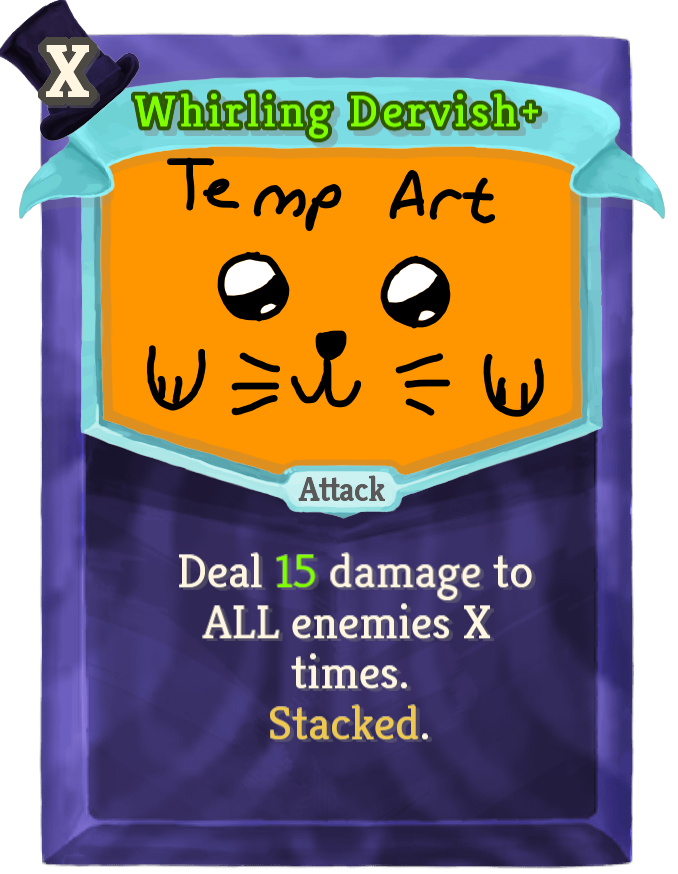 X
Whirling Dervish+
Temp Art
Attack
Deal 15 damage to
ALL enemies X
times.
Stacked.